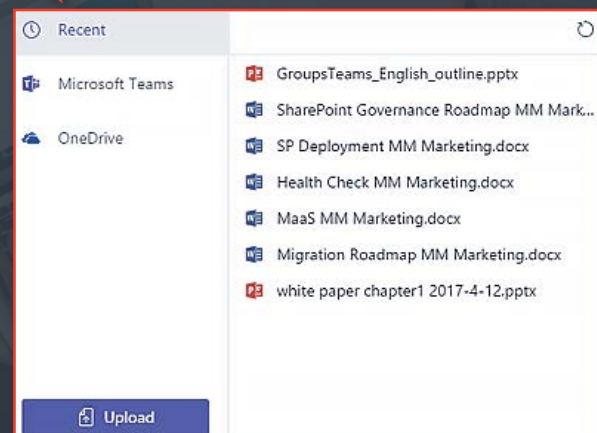 Recent
Microsoft Teams
OneDrive
Upload
GroupsTeams_English_outline.pptx
SharePoint Governance Roadmap MM Mark...
SP Deployment MM Marketing.docx
Health Check MM Marketing.docx
MaaS MM Marketing.docx
Migration Roadmap MM Marketing.docx
white paper chapter1 2017-4-12.pptx